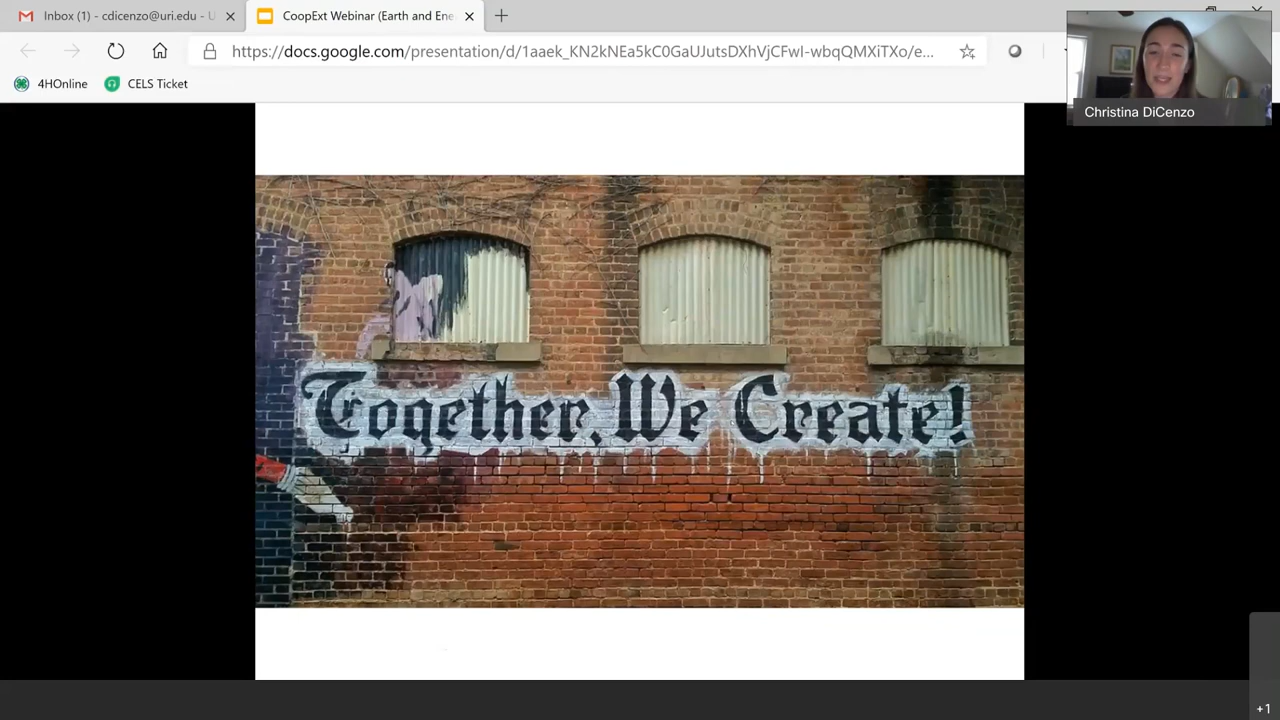 Inbox (1) - cdicenzo@uri.edu - U
CoopExt Webinar (Earth and Ene
https://docs.google.com/presentation/d/1aaek_KN2kNEa5kC0GaUJutsDXhVjCFwI-wbqQMXiTXo/e...
4HOnline
CELS Ticket
Christina DiCenzo
Together, We Create!
+1